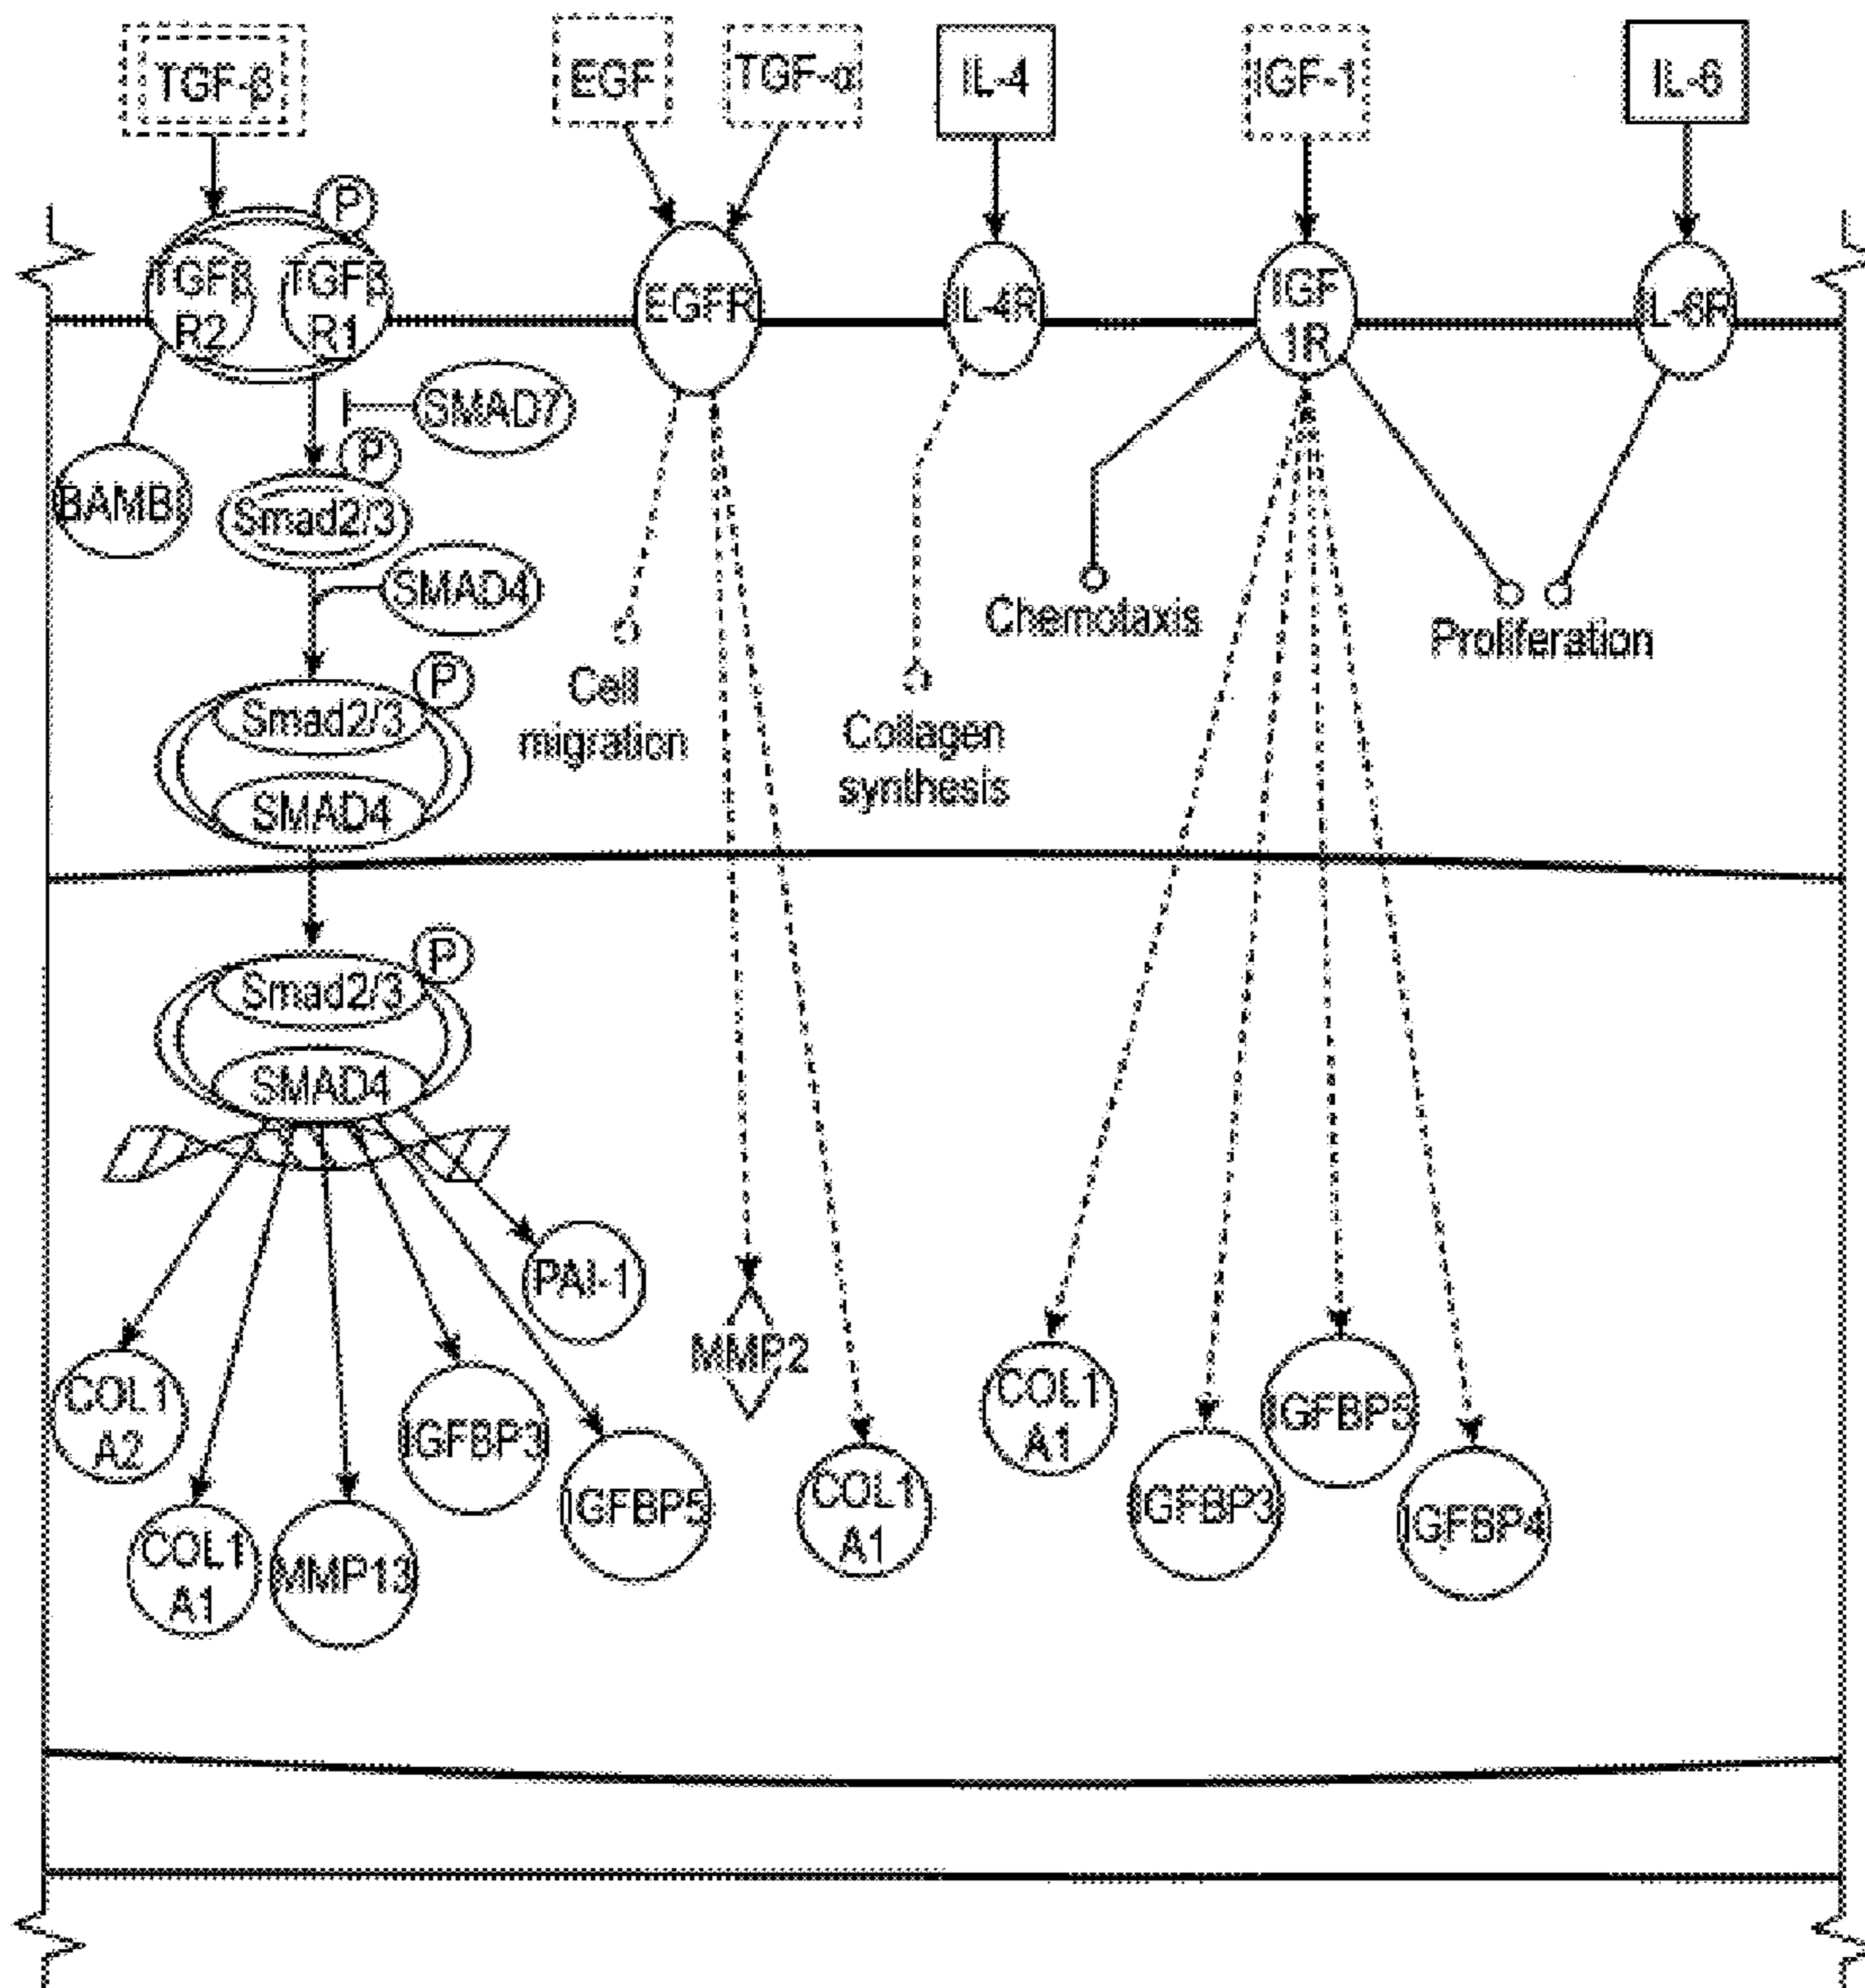 TGF-β
EGF
TGF-α
IL-4
IGF-1
IL-6
P
TGFβ
R2
TGFβ
R1
EGFR
IL-4R
IGF
1R
IL-6R
SMAD7
P
BAMBI
Smad2/3
SMAD4
Chemotaxis
Proliferation
P
Smad2/3
SMAD4
Cell
migration
Collagen
synthesis
P
Smad2/3
SMAD4
PAI-1
MMP2
COL1
A2
IGFBP3
COL1
A1
IGFBP5
IGFBP5
COL1
A1
IGFBP3
IGFBP4
COL1
A1
MMP13